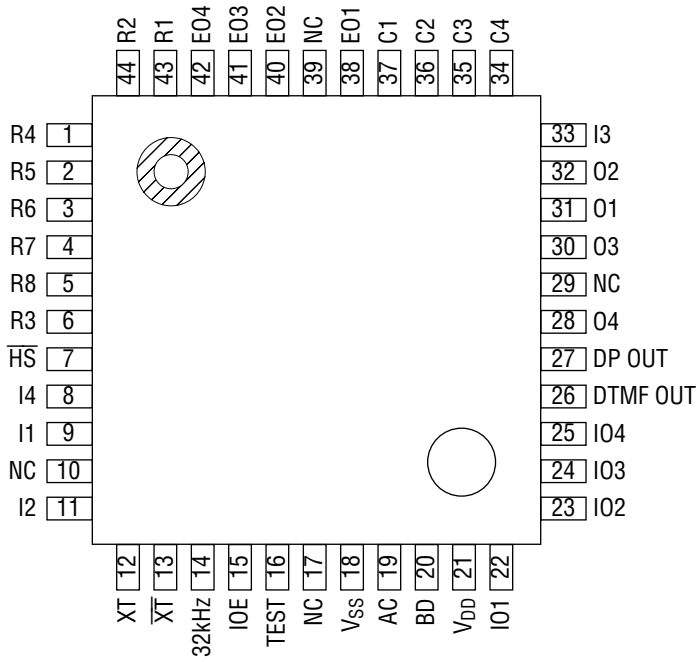 R2 R1 EO4 EO3 EO2 NC EO1 C1 C2 C3 C4
44 43 42 41 40 39 38 37 36 35 34
R4 1 33 I3
R5 2 32 O2
R6 3 31 O1
R7 4 30 O3
R8 5 29 NC
R3 6 28 O4
H̅S̅ 7 27 DP OUT
I4 8 26 DTMF OUT
I1 9 25 IO4
NC 10 24 IO3
I2 11 23 IO2
12 13 14 15 16 17 18 19 20 21 22
XT X̅T̅ 32kHz IOE TEST NC VSS AC BD VDD IO1